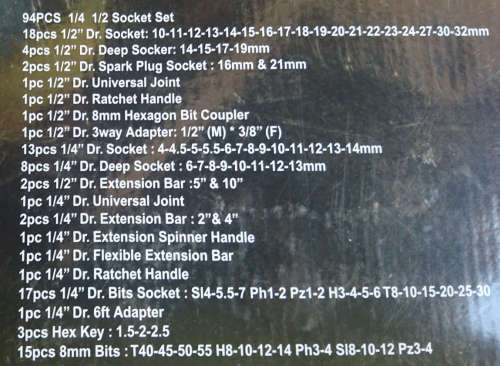 94PCS 1/4 1/2 Socket Set
18pcs 1/2" Dr. Socket: 10-11-12-13-14-15-16-17-18-19-20-21-22-23-24-27-30-32mm
4pcs 1/2" Dr. Deep Socker: 14-15-17-19mm
2pcs 1/2" Dr. Spark Plug Socket : 16mm & 21mm
1pc 1/2" Dr. Universal Joint
1pc 1/2" Dr. Ratchet Handle
1pc 1/2" Dr. 8mm Hexagon Bit Coupler
1pc 1/2" Dr. 3way Adapter: 1/2" (M) * 3/8" (F)
13pcs 1/4" Dr. Socket : 4-4.5-5-5.5-6-7-8-9-10-11-12-13-14mm
8pcs 1/4" Dr. Deep Socket : 6-7-8-9-10-11-12-13mm
2pcs 1/2" Dr. Extension Bar :5" & 10"
1pc 1/4" Dr. Universal Joint
2pcs 1/4" Dr. Extension Bar : 2"& 4"
1pc 1/4" Dr. Extension Spinner Handle
1pc 1/4" Dr. Flexible Extension Bar
1pc 1/4" Dr. Ratchet Handle
17pcs 1/4" Dr. Bits Socket : Sl4-5.5-7 Ph1-2 Pz1-2 H3-4-5-6 T8-10-15-20-25-30
1pc 1/4" Dr. 6ft Adapter
3pcs Hex Key : 1.5-2-2.5
15pcs 8mm Bits : T40-45-50-55 H8-10-12-14 Ph3-4 Sl8-10-12 Pz3-4